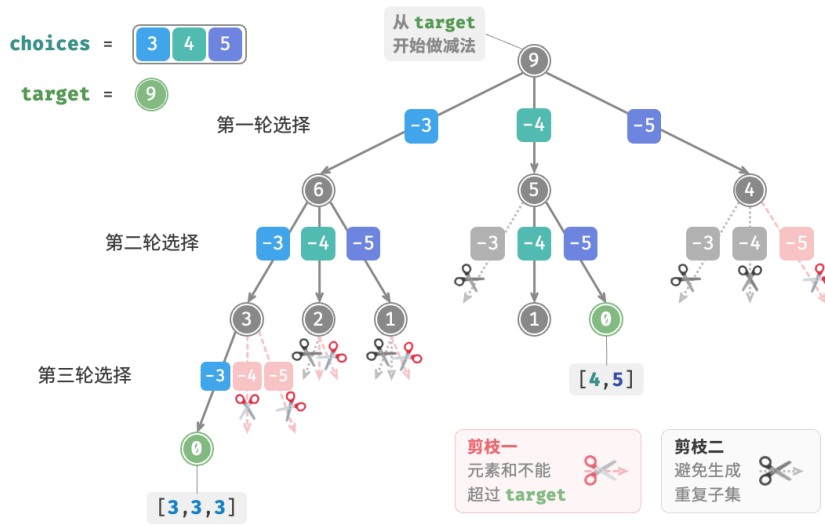 从 target
开始做减法
choices = 3 4 5
target = 9
9
第一轮选择
-3 -4 -5
6 5 4
第二轮选择
-3 -4 -5 -3 -4 -5 -3 -4 -5
3 2 1 1 0
第三轮选择
-3 -4 -5
[4,5]
0
[3,3,3]
剪枝一
元素和不能
超过 target
剪枝二
避免生成
重复子集